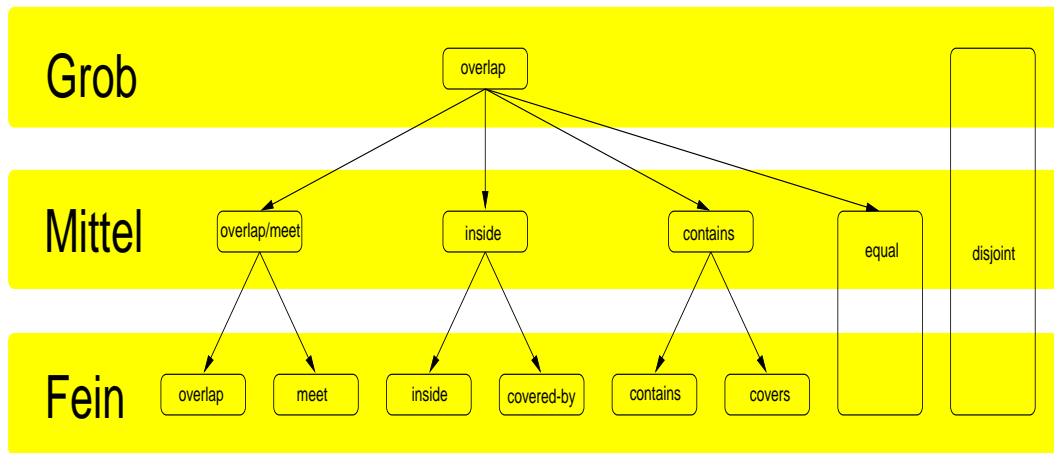 Grob
overlap
Mittel
overlap/meet
inside
contains
equal
disjoint
Fein
overlap
meet
inside
covered-by
contains
covers